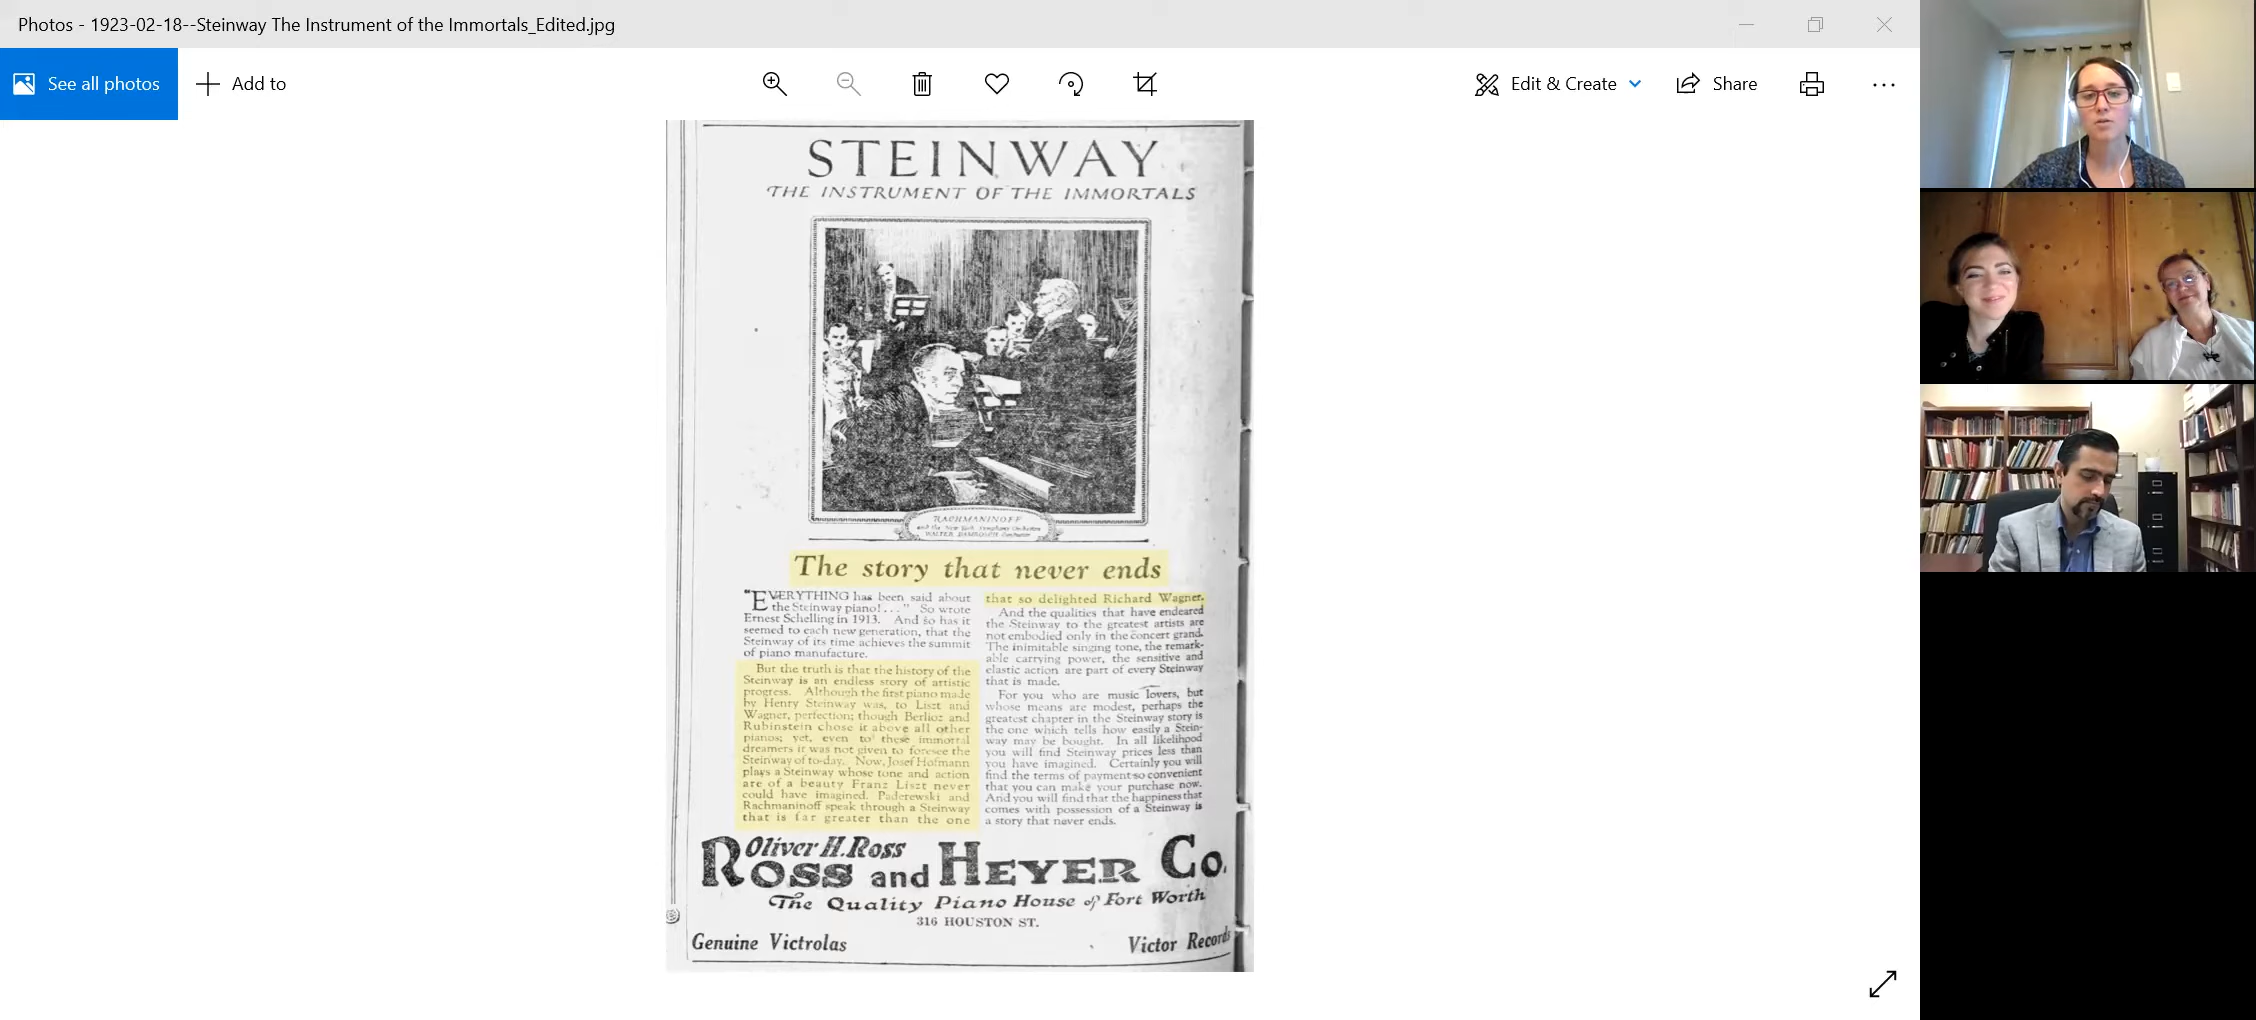 Photos - 1923-02-18--Steinway The Instrument of the Immortals_Edited.jpg
See all photos
Add to
Edit & Create
Share
STEINWAY
THE INSTRUMENT OF THE IMMORTALS
RACHMANINOFF
and the New York Symphony Orchestra
WALTER DAMROSCH Conductor
The story that never ends
"EVERYTHING has been said about
the Steinway piano!..." So wrote
Ernest Schelling in 1913. And so has it
seemed to each new generation, that the
Steinway of its time achieves the summit
of piano manufacture.
But the truth is that the history of the
Steinway is an endless story of artistic
progress. Although the first piano made
by Henry Steinway was, to Liszt and
Wagner, perfection; though Berlioz and
Rubinstein chose it above all other
pianos; yet, even to these immortal
dreamers it was not given to foresee the
Steinway of to-day. Now, Josef Hofmann
plays a Steinway whose tone and action
are of a beauty Franz Liszt never
could have imagined. Paderewski and
Rachmaninoff speak through a Steinway
that is far greater than the one
that so delighted Richard Wagner.
And the qualities that have endeared
the Steinway to the greatest artists are
not embodied only in the concert grand.
The inimitable singing tone, the remark-
able carrying power, the sensitive and
elastic action are part of every Steinway
that is made.
For you who are music lovers, but
whose means are modest, perhaps the
greatest chapter in the Steinway story is
the one which tells how easily a Stein-
way may be bought. In all likelihood
you will find Steinway prices less than
you have imagined. Certainly you will
find the terms of payment so convenient
that you can make your purchase now.
And you will find that the happiness that
comes with possession of a Steinway is
a story that never ends.
Oliver H. Ross
ROSS and HEYER Co.
The Quality Piano House of Fort Worth
316 HOUSTON ST.
Genuine Victrolas
Victor Records